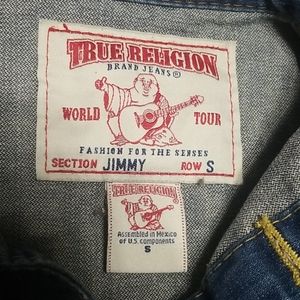 TRUE RELIGION
BRAND JEANS®
WORLD TOUR
FASHION FOR THE SENSES
SECTION JIMMY ROW S
TRUE RELIGION
Assembled in Mexico
of U.S. components
S